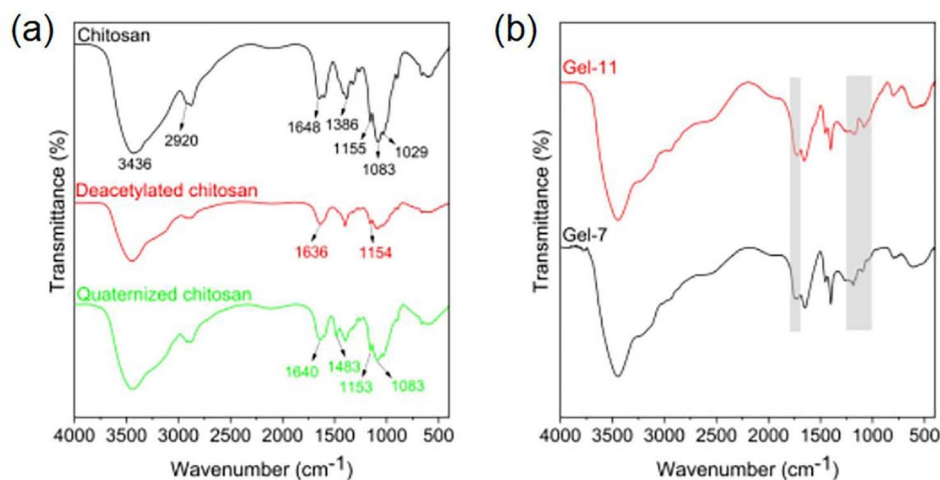 (a)
Chitosan
3436
2920
1648
1386
1155
1083
1029
Deacetylated chitosan
1636
1154
Quaternized chitosan
1640
1483
1153
1083
Transmittance (%)
4000 3500 3000 2500 2000 1500 1000 500
Wavenumber (cm⁻¹)
(b)
Gel-11
Gel-7
Transmittance (%)
4000 3500 3000 2500 2000 1500 1000 500
Wavenumber (cm⁻¹)